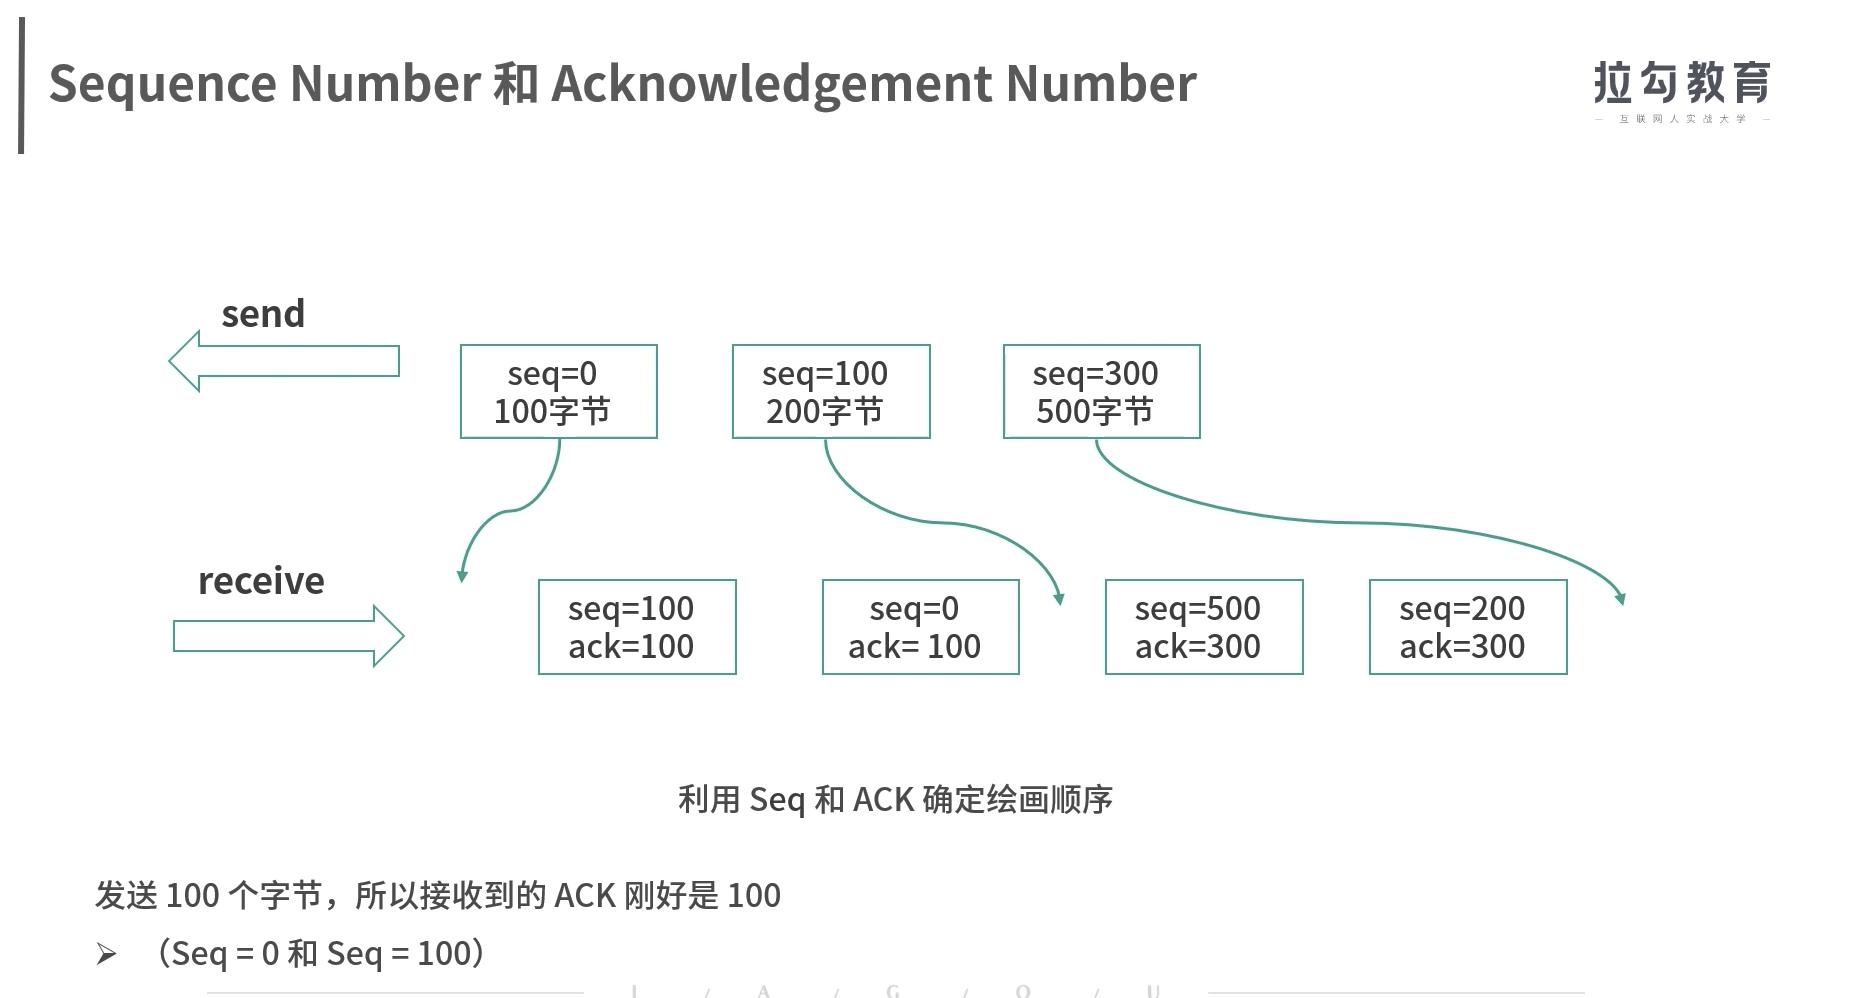 Sequence Number 和 Acknowledgement Number
拉勾教育
— 互联网人实战大学 —
send
seq=0
100字节
seq=100
200字节
seq=300
500字节
receive
seq=100
ack=100
seq=0
ack= 100
seq=500
ack=300
seq=200
ack=300
利用 Seq 和 ACK 确定绘画顺序
发送 100 个字节，所以接收到的 ACK 刚好是 100
➢ （Seq = 0 和 Seq = 100）
L / A / G / O / U